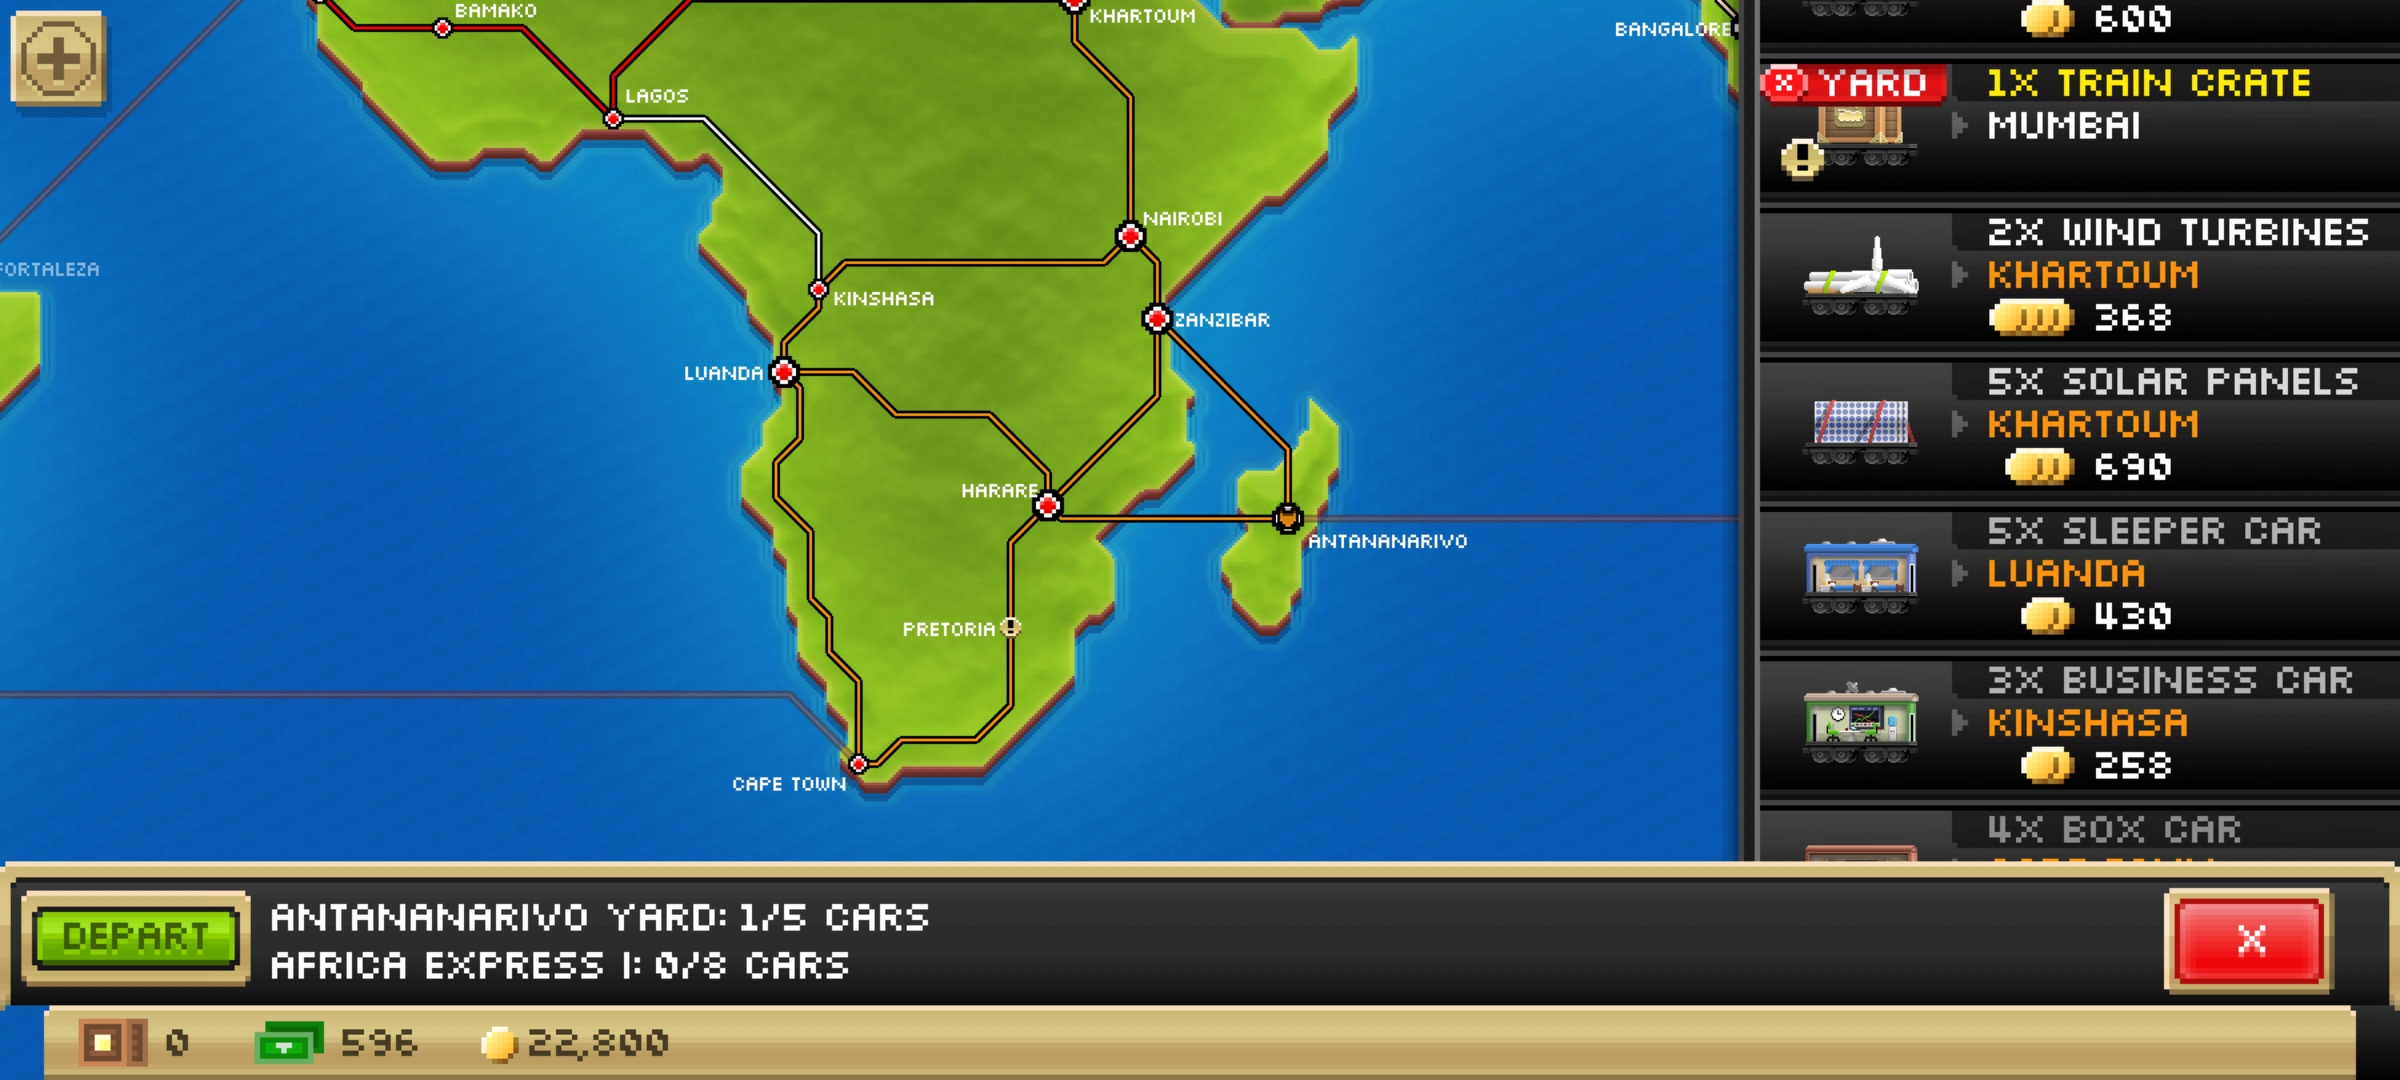 BAMAKO
KHARTOUM
BANGALORE
LAGOS
NAIROBI
FORTALEZA
KINSHASA
ZANZIBAR
LUANDA
HARARE
ANTANANARIVO
PRETORIA
CAPE TOWN
600
YARD
1X TRAIN CRATE
MUMBAI
2X WIND TURBINES
KHARTOUM
368
5X SOLAR PANELS
KHARTOUM
690
5X SLEEPER CAR
LUANDA
430
3X BUSINESS CAR
KINSHASA
258
4X BOX CAR
DEPART
ANTANANARIVO YARD: 1/5 CARS
AFRICA EXPRESS I: 0/8 CARS
X
0
596
22,800